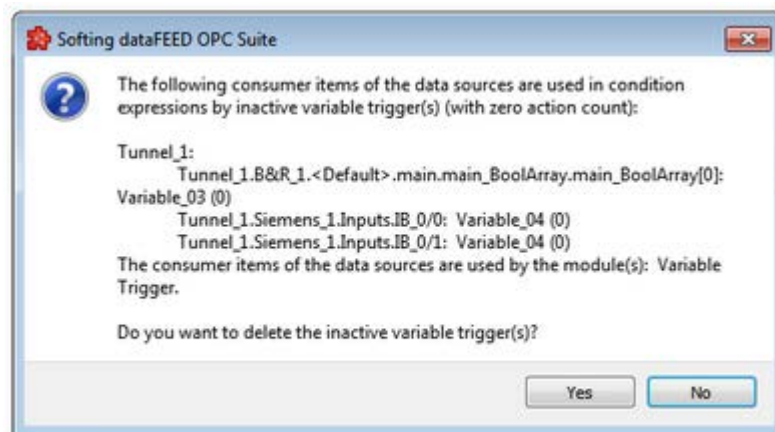 Softing dataFEED OPC Suite
The following consumer items of the data sources are used in condition
expressions by inactive variable trigger(s) (with zero action count):
Tunnel_1:
Tunnel_1.B&R_1.<Default>.main.main_BoolArray.main_BoolArray[0]:
Variable_03 (0)
Tunnel_1.Siemens_1.Inputs.IB_0/0:  Variable_04 (0)
Tunnel_1.Siemens_1.Inputs.IB_0/1:  Variable_04 (0)
The consumer items of the data sources are used by the module(s):  Variable
Trigger.
Do you want to delete the inactive variable trigger(s)?
Yes
No